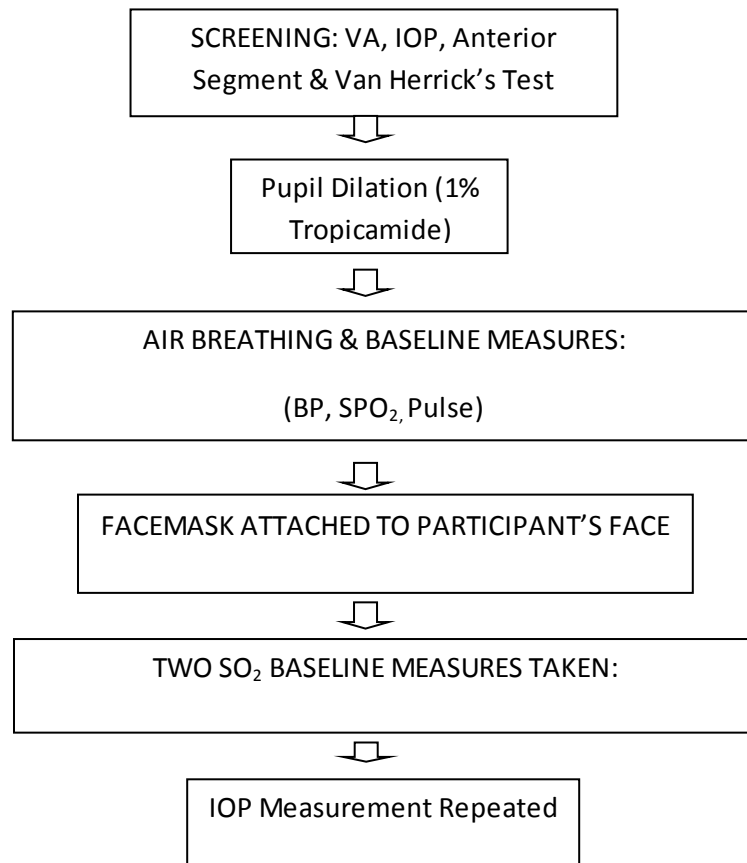 SCREENING: VA, IOP, Anterior
Segment & Van Herrick’s Test
Pupil Dilation (1%
Tropicamide)
AIR BREATHING & BASELINE MEASURES:
(BP, SPO₂, Pulse)
FACEMASK ATTACHED TO PARTICIPANT’S FACE
TWO SO₂ BASELINE MEASURES TAKEN:
IOP Measurement Repeated